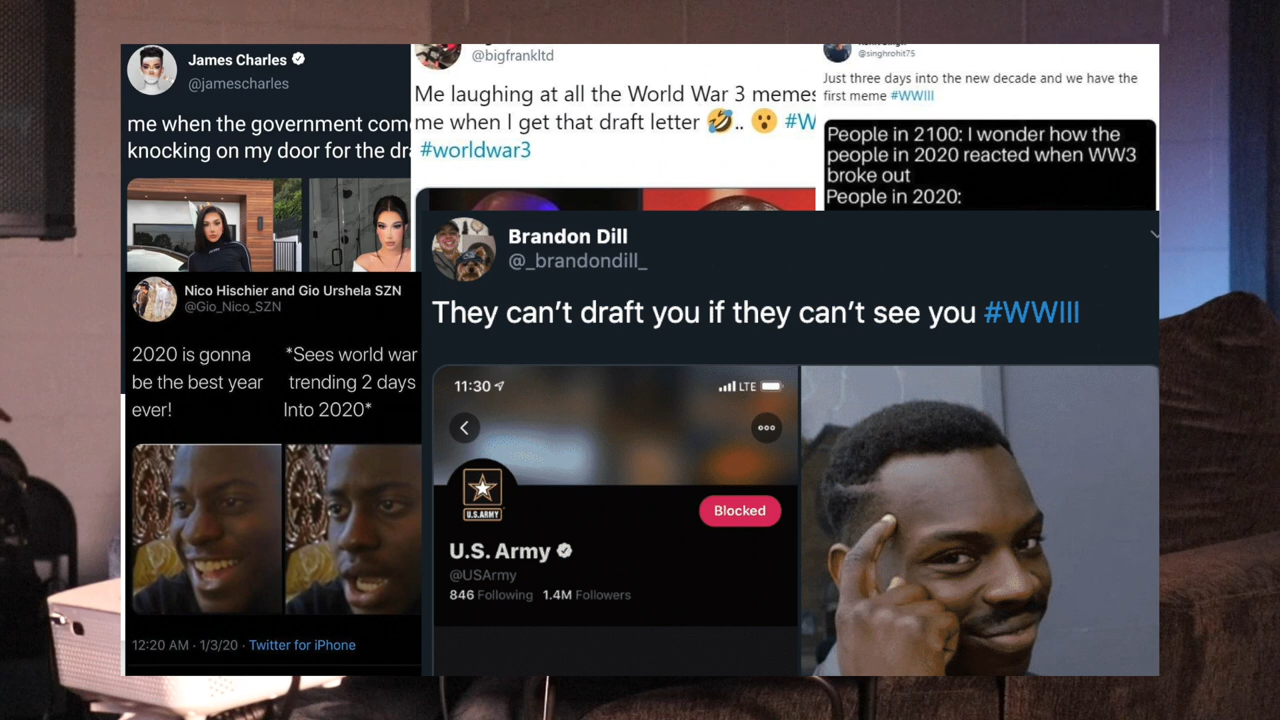 James Charles
@jamescharles
me when the government com
knocking on my door for the dra
@bigfrankltd
Me laughing at all the World War 3 memes
me when I get that draft letter 🤣.. 😮 #W
#worldwar3
@singhrohit75
Just three days into the new decade and we have the
first meme #WWIII
People in 2100: I wonder how the
people in 2020 reacted when WW3
broke out
People in 2020:
Nico Hischier and Gio Urshela SZN
@Gio_Nico_SZN
2020 is gonna
be the best year
ever!
*Sees world war
trending 2 days
Into 2020*
12:20 AM · 1/3/20 · Twitter for iPhone
Brandon Dill
@_brandondill_
They can’t draft you if they can’t see you #WWIII
11:30
LTE
U.S.ARMY
Blocked
U.S. Army
@USArmy
846 Following 1.4M Followers